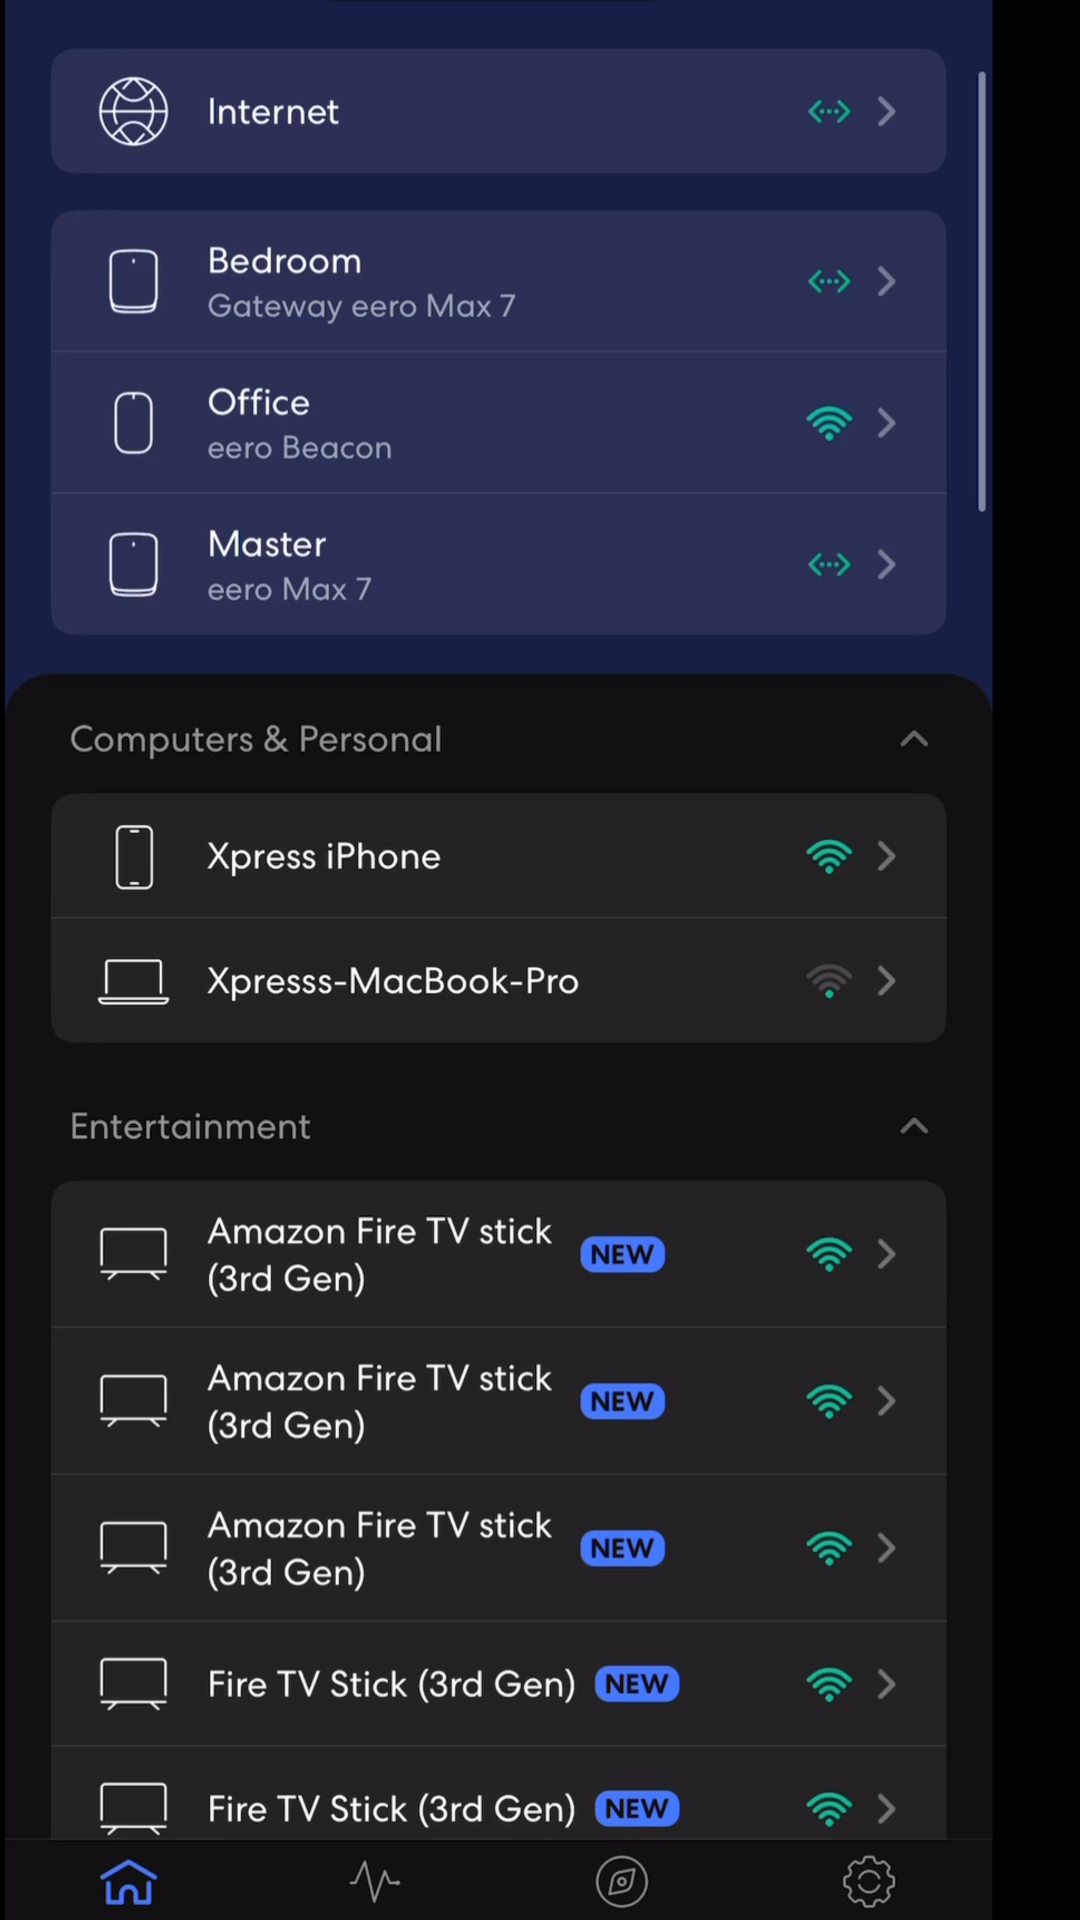 Internet
Bedroom
Gateway eero Max 7
Office
eero Beacon
Master
eero Max 7
Computers & Personal
Xpress iPhone
Xpresss-MacBook-Pro
Entertainment
Amazon Fire TV stick
(3rd Gen)
NEW
Amazon Fire TV stick
(3rd Gen)
NEW
Amazon Fire TV stick
(3rd Gen)
NEW
Fire TV Stick (3rd Gen) NEW
Fire TV Stick (3rd Gen) NEW